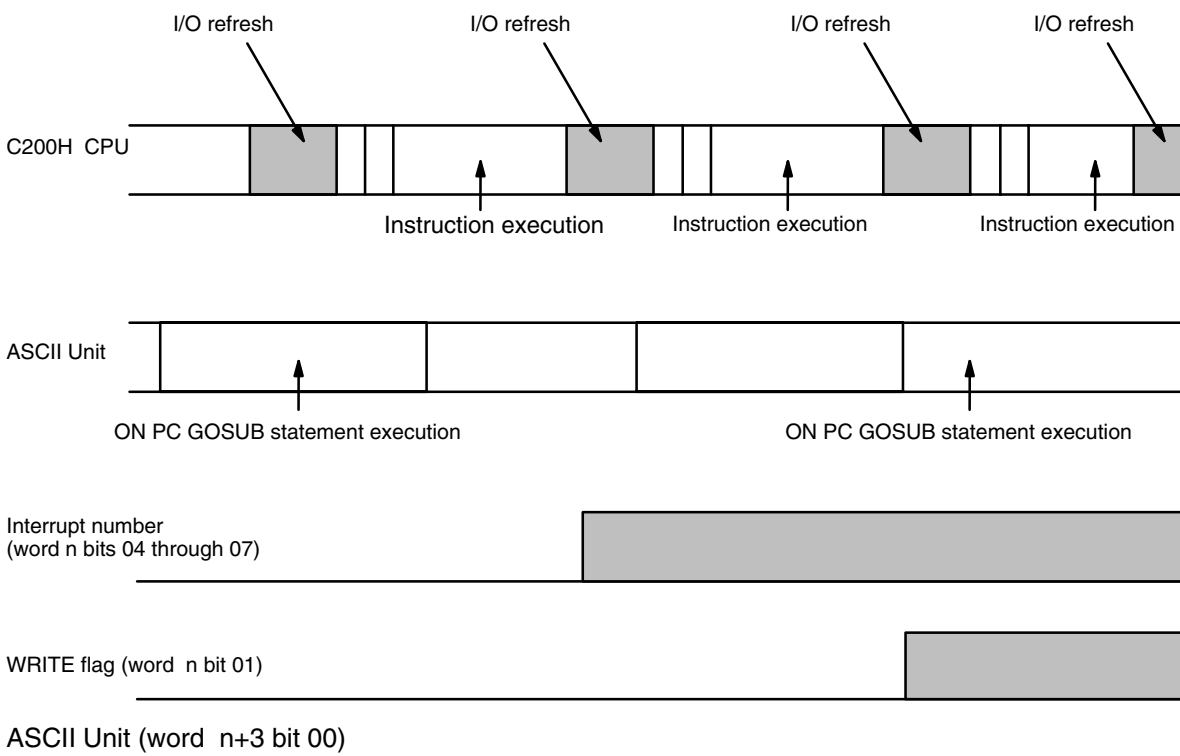 I/O refresh
I/O refresh
I/O refresh
I/O refresh
C200H CPU
Instruction execution
Instruction execution
Instruction execution
ASCII Unit
ON PC GOSUB statement execution
ON PC GOSUB statement execution
Interrupt number
(word n bits 04 through 07)
WRITE flag (word n bit 01)
ASCII Unit (word n+3 bit 00)